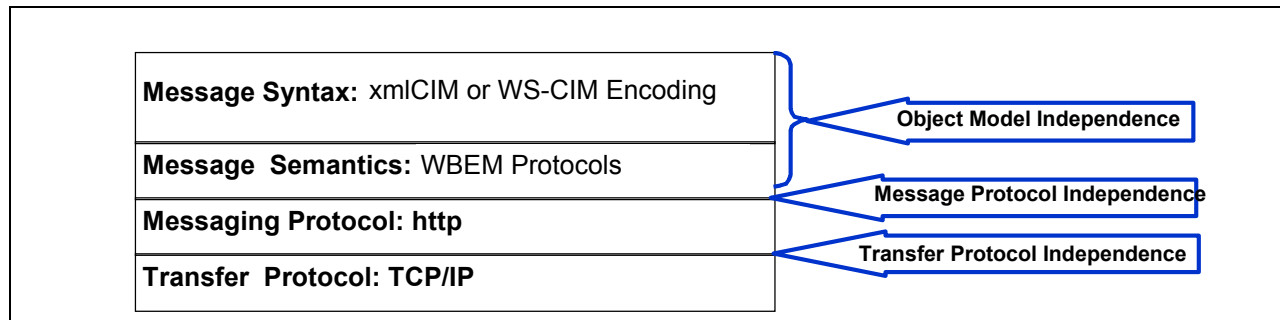 Message Syntax: xmlCIM or WS-CIM Encoding
Object Model Independence
Message Semantics: WBEM Protocols
Message Protocol Independence
Messaging Protocol: http
Transfer Protocol Independence
Transfer Protocol: TCP/IP